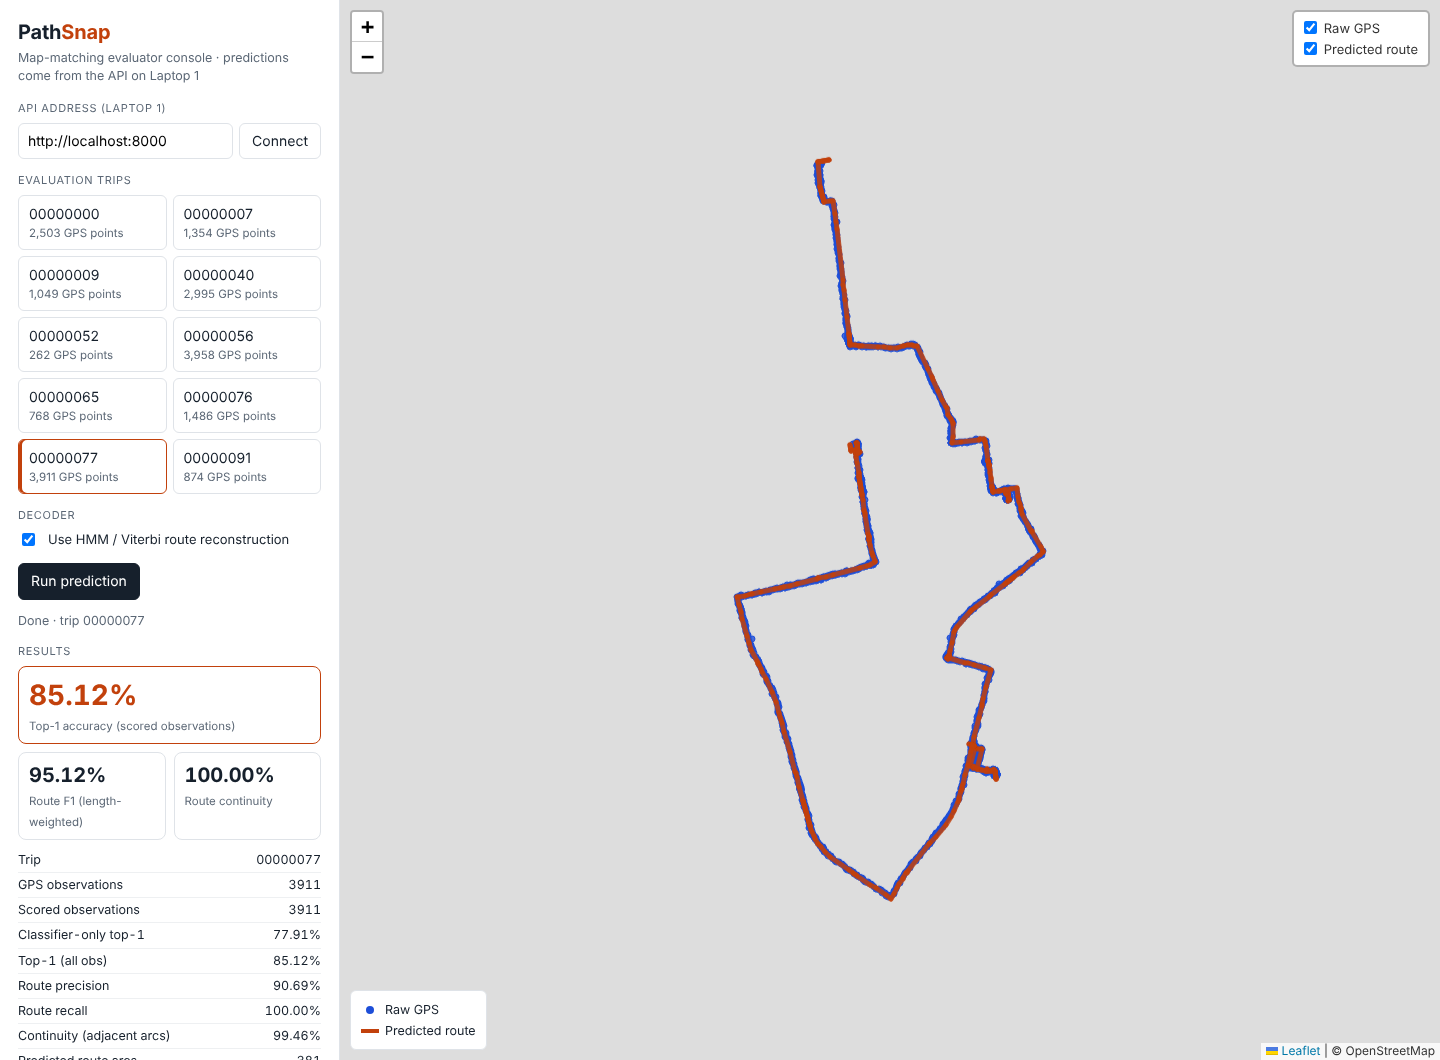 PathSnap
Map-matching evaluator console · predictions
come from the API on Laptop 1
API ADDRESS (LAPTOP 1)
http://localhost:8000
Connect
EVALUATION TRIPS
00000000
2,503 GPS points
00000007
1,354 GPS points
00000009
1,049 GPS points
00000040
2,995 GPS points
00000052
262 GPS points
00000056
3,958 GPS points
00000065
768 GPS points
00000076
1,486 GPS points
00000077
3,911 GPS points
00000091
874 GPS points
DECODER
Use HMM / Viterbi route reconstruction
Run prediction
Done · trip 00000077
RESULTS
85.12%
Top-1 accuracy (scored observations)
95.12%
Route F1 (length-
weighted)
100.00%
Route continuity
Trip 00000077
GPS observations 3911
Scored observations 3911
Classifier-only top-1 77.91%
Top-1 (all obs) 85.12%
Route precision 90.69%
Route recall 100.00%
Continuity (adjacent arcs) 99.46%
Predicted route arcs 381
+
−
Raw GPS
Predicted route
Raw GPS
Predicted route
Leaflet | © OpenStreetMap